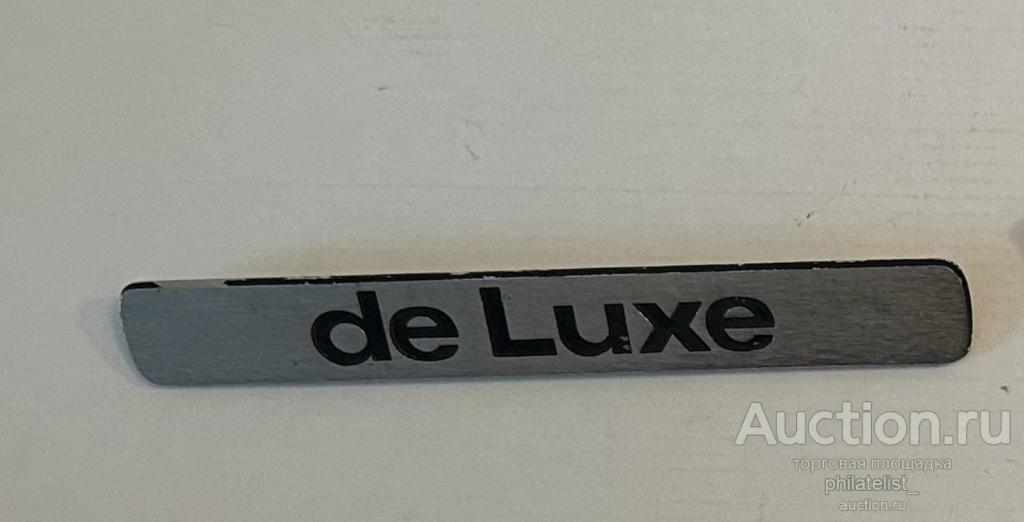 de Luxe
Auction.ru
торговая площадка
philatelist_
auction.ru